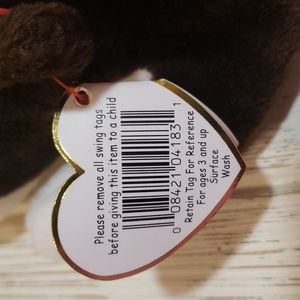 Please remove all swing tags
before giving this item to a child
0 08421 04183 1
Retain Tag For Reference
For ages 3 and up
Surface
Wash